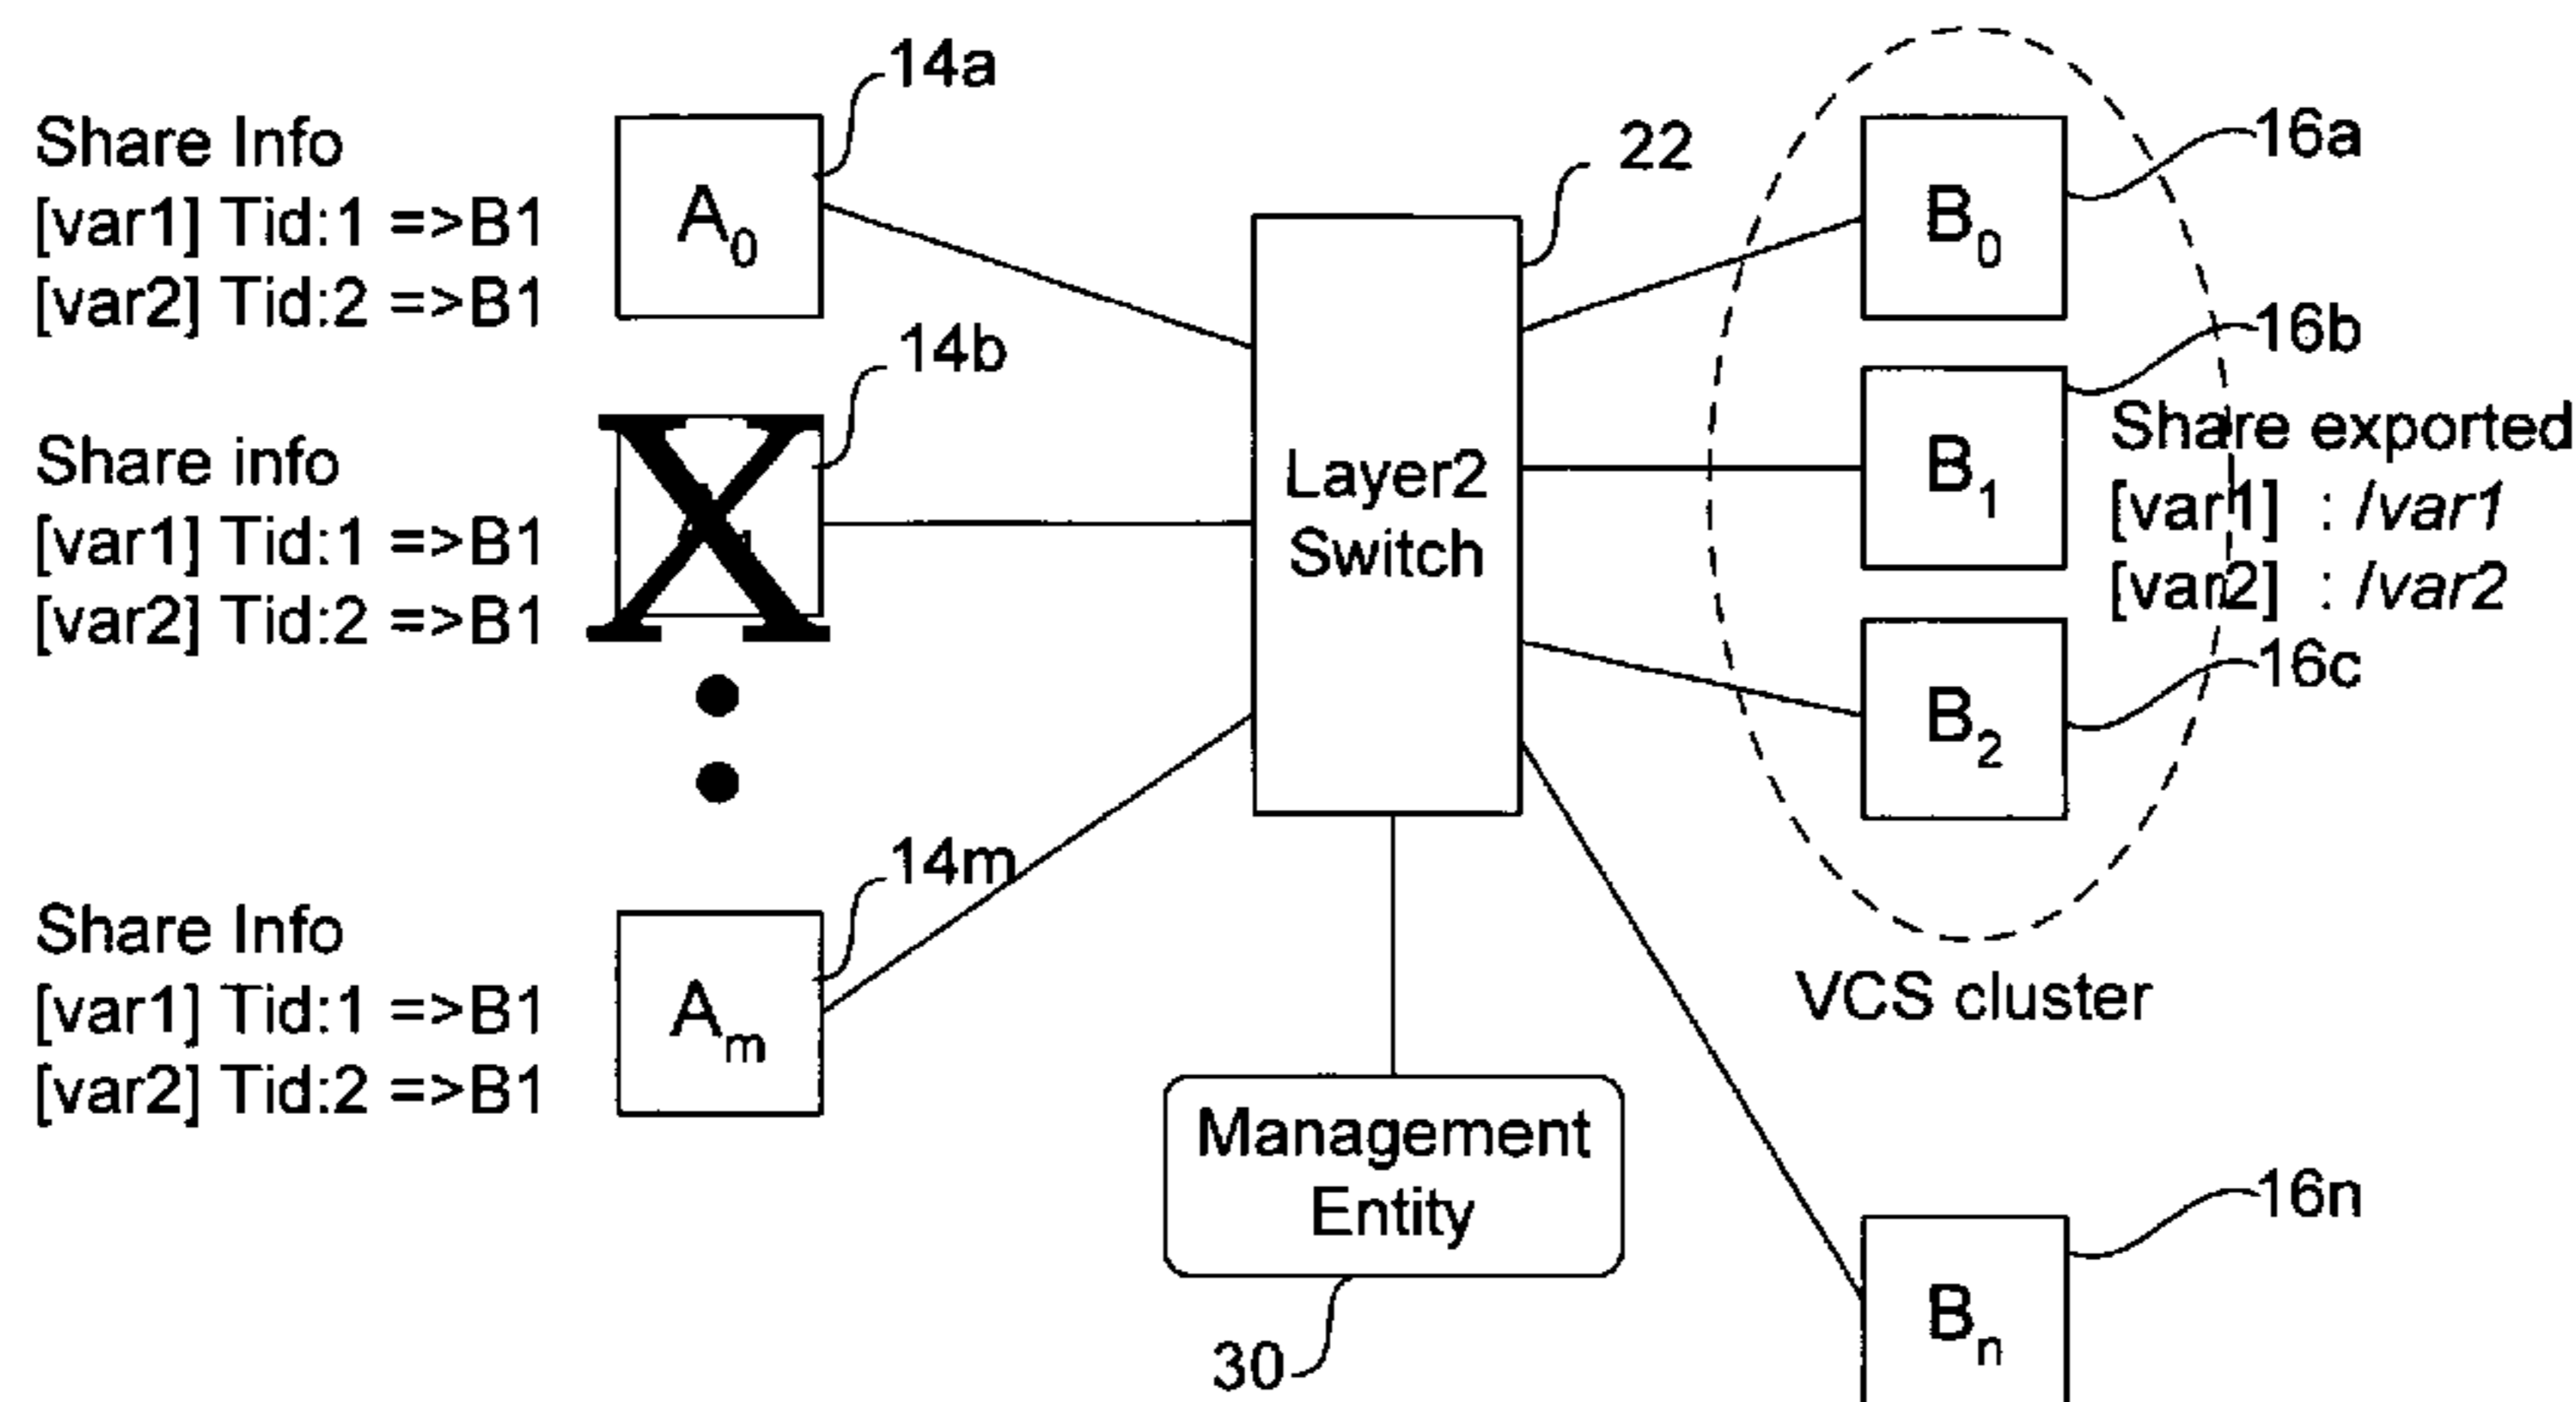 14a
Share Info
[var1] Tid:1 =>B1
[var2] Tid:2 =>B1
A0
14b
Share info
[var1] Tid:1 =>B1
[var2] Tid:2 =>B1
14m
Share Info
[var1] Tid:1 =>B1
[var2] Tid:2 =>B1
Am
22
Layer2
Switch
Management
Entity
30
16a
B0
16b
B1
Share exported
[var1] : /var1
[var2] : /var2
16c
B2
VCS cluster
16n
Bn